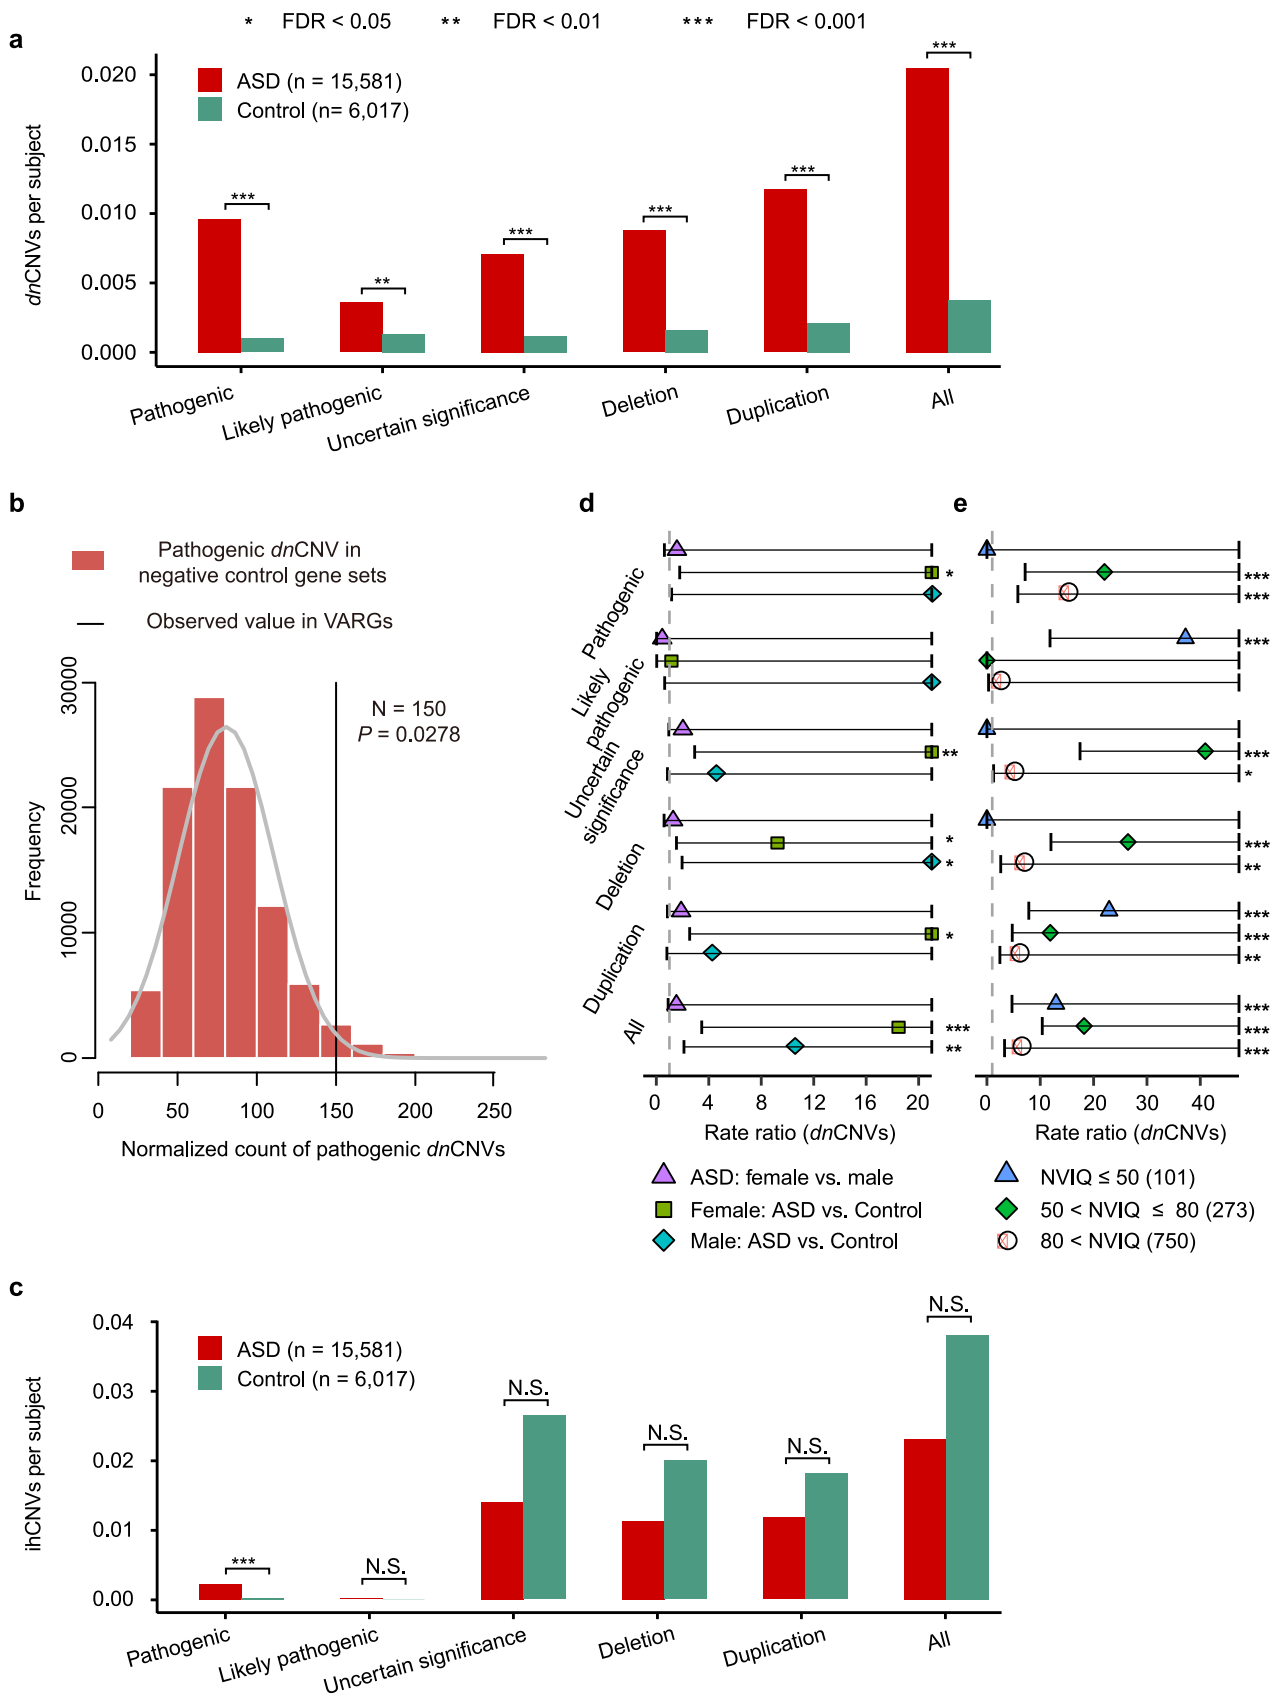 * FDR < 0.05 ** FDR < 0.01 *** FDR < 0.001
a
dnCNVs per subject
0.020
0.015
0.010
0.005
0.000
ASD (n = 15,581)
Control (n= 6,017)
***
**
***
***
***
***
Pathogenic
Likely pathogenic
Uncertain significance
Deletion
Duplication
All
b
Pathogenic dnCNV in
negative control gene sets
Observed value in VARGs
N = 150
P = 0.0278
Frequency
30000
20000
10000
0
0 50 100 150 200 250
Normalized count of pathogenic dnCNVs
d
Pathogenic
Likely
pathogenic
Uncertain
significance
Deletion
Duplication
All
*
**
*
*
*
***
**
0 4 8 12 16 20
Rate ratio (dnCNVs)
ASD: female vs. male
Female: ASD vs. Control
Male: ASD vs. Control
e
***
***
***
***
*
***
**
***
***
**
***
***
***
0 10 20 30 40
Rate ratio (dnCNVs)
NVIQ ≤ 50 (101)
50 < NVIQ ≤ 80 (273)
80 < NVIQ (750)
c
ihCNVs per subject
0.04
0.03
0.02
0.01
0.00
ASD (n = 15,581)
Control (n = 6,017)
***
N.S.
N.S.
N.S.
N.S.
N.S.
Pathogenic
Likely pathogenic
Uncertain significance
Deletion
Duplication
All